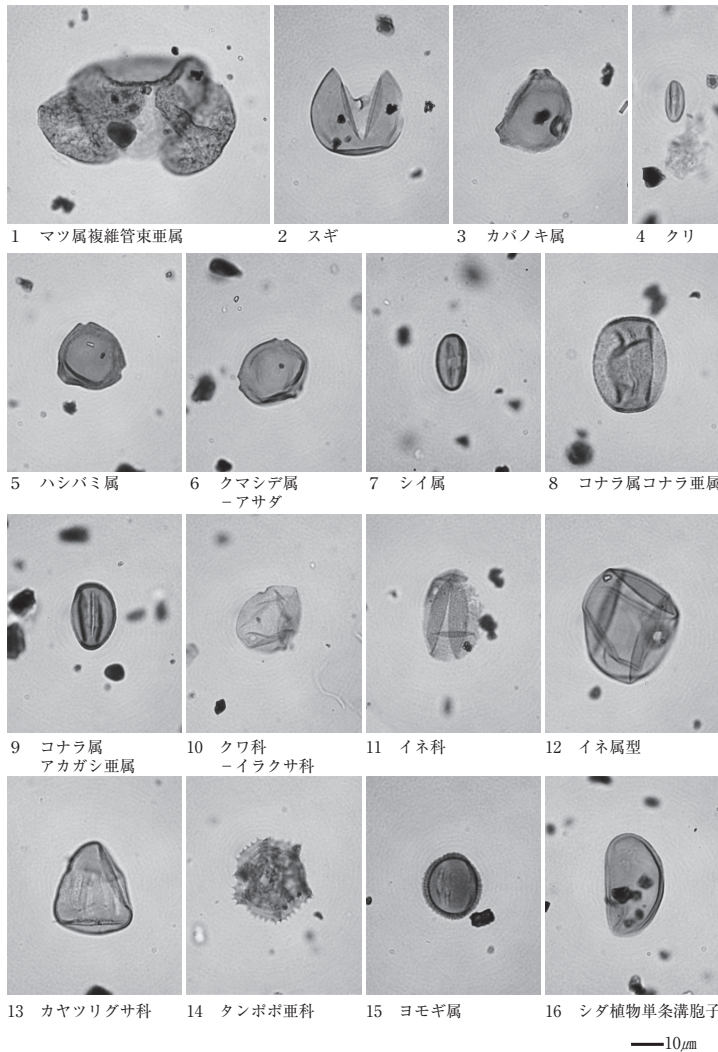 1 マツ属複維管束亜属
2 スギ
3 カバノキ属
4 クリ
5 ハシバミ属
6 クマシデ属
－アサダ
7 シイ属
8 コナラ属コナラ亜属
9 コナラ属
アカガシ亜属
10 クワ科
－イラクサ科
11 イネ科
12 イネ属型
13 カヤツリグサ科
14 タンポポ亜科
15 ヨモギ属
16 シダ植物単条溝胞子
10㎛